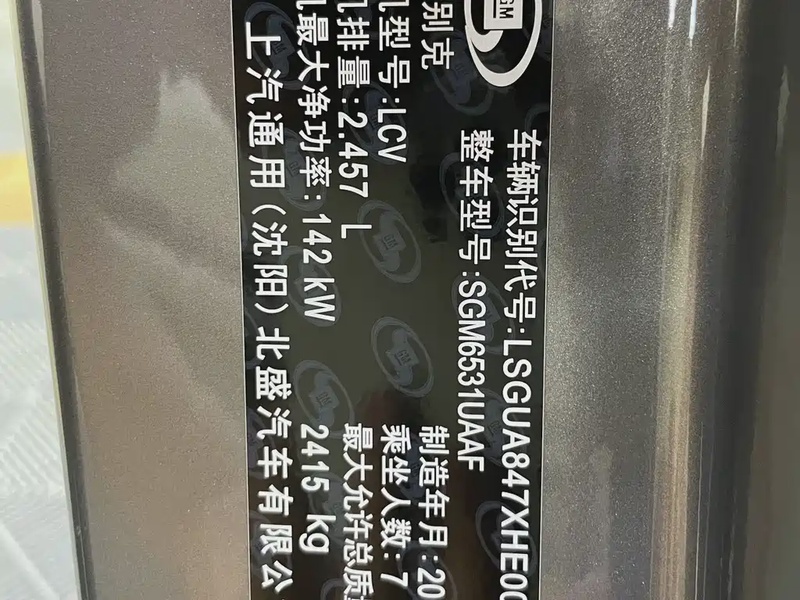 GM
车辆识别代号:LSGUA847XHE00
别克
整车型号:SGM6531UAAF
机型号:LCV
制造年月:20
机排量:2.457 L
乘坐人数:7
机最大净功率:142 kW
最大允许总质
2415 kg
上汽通用(沈阳)北盛汽车有限公